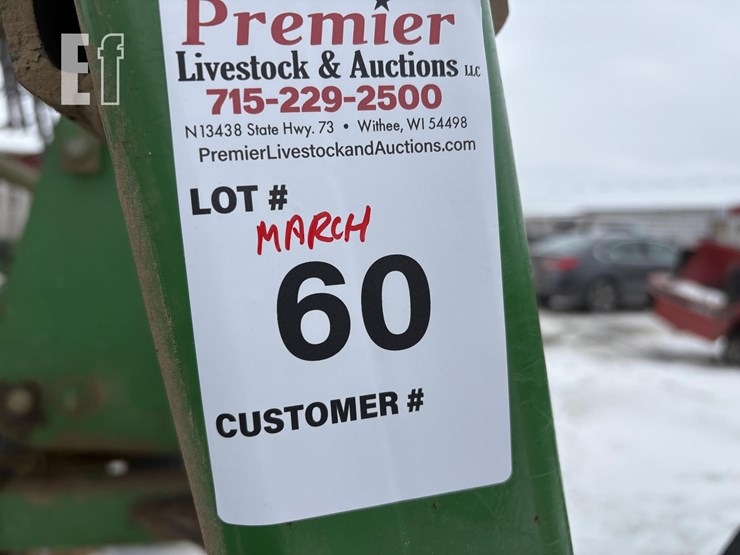 Ef
Premier
Livestock & Auctions LLC
715-229-2500
N13438 State Hwy. 73 • Withee, WI 54498
PremierLivestockandAuctions.com
LOT #
MARCH
60
CUSTOMER #